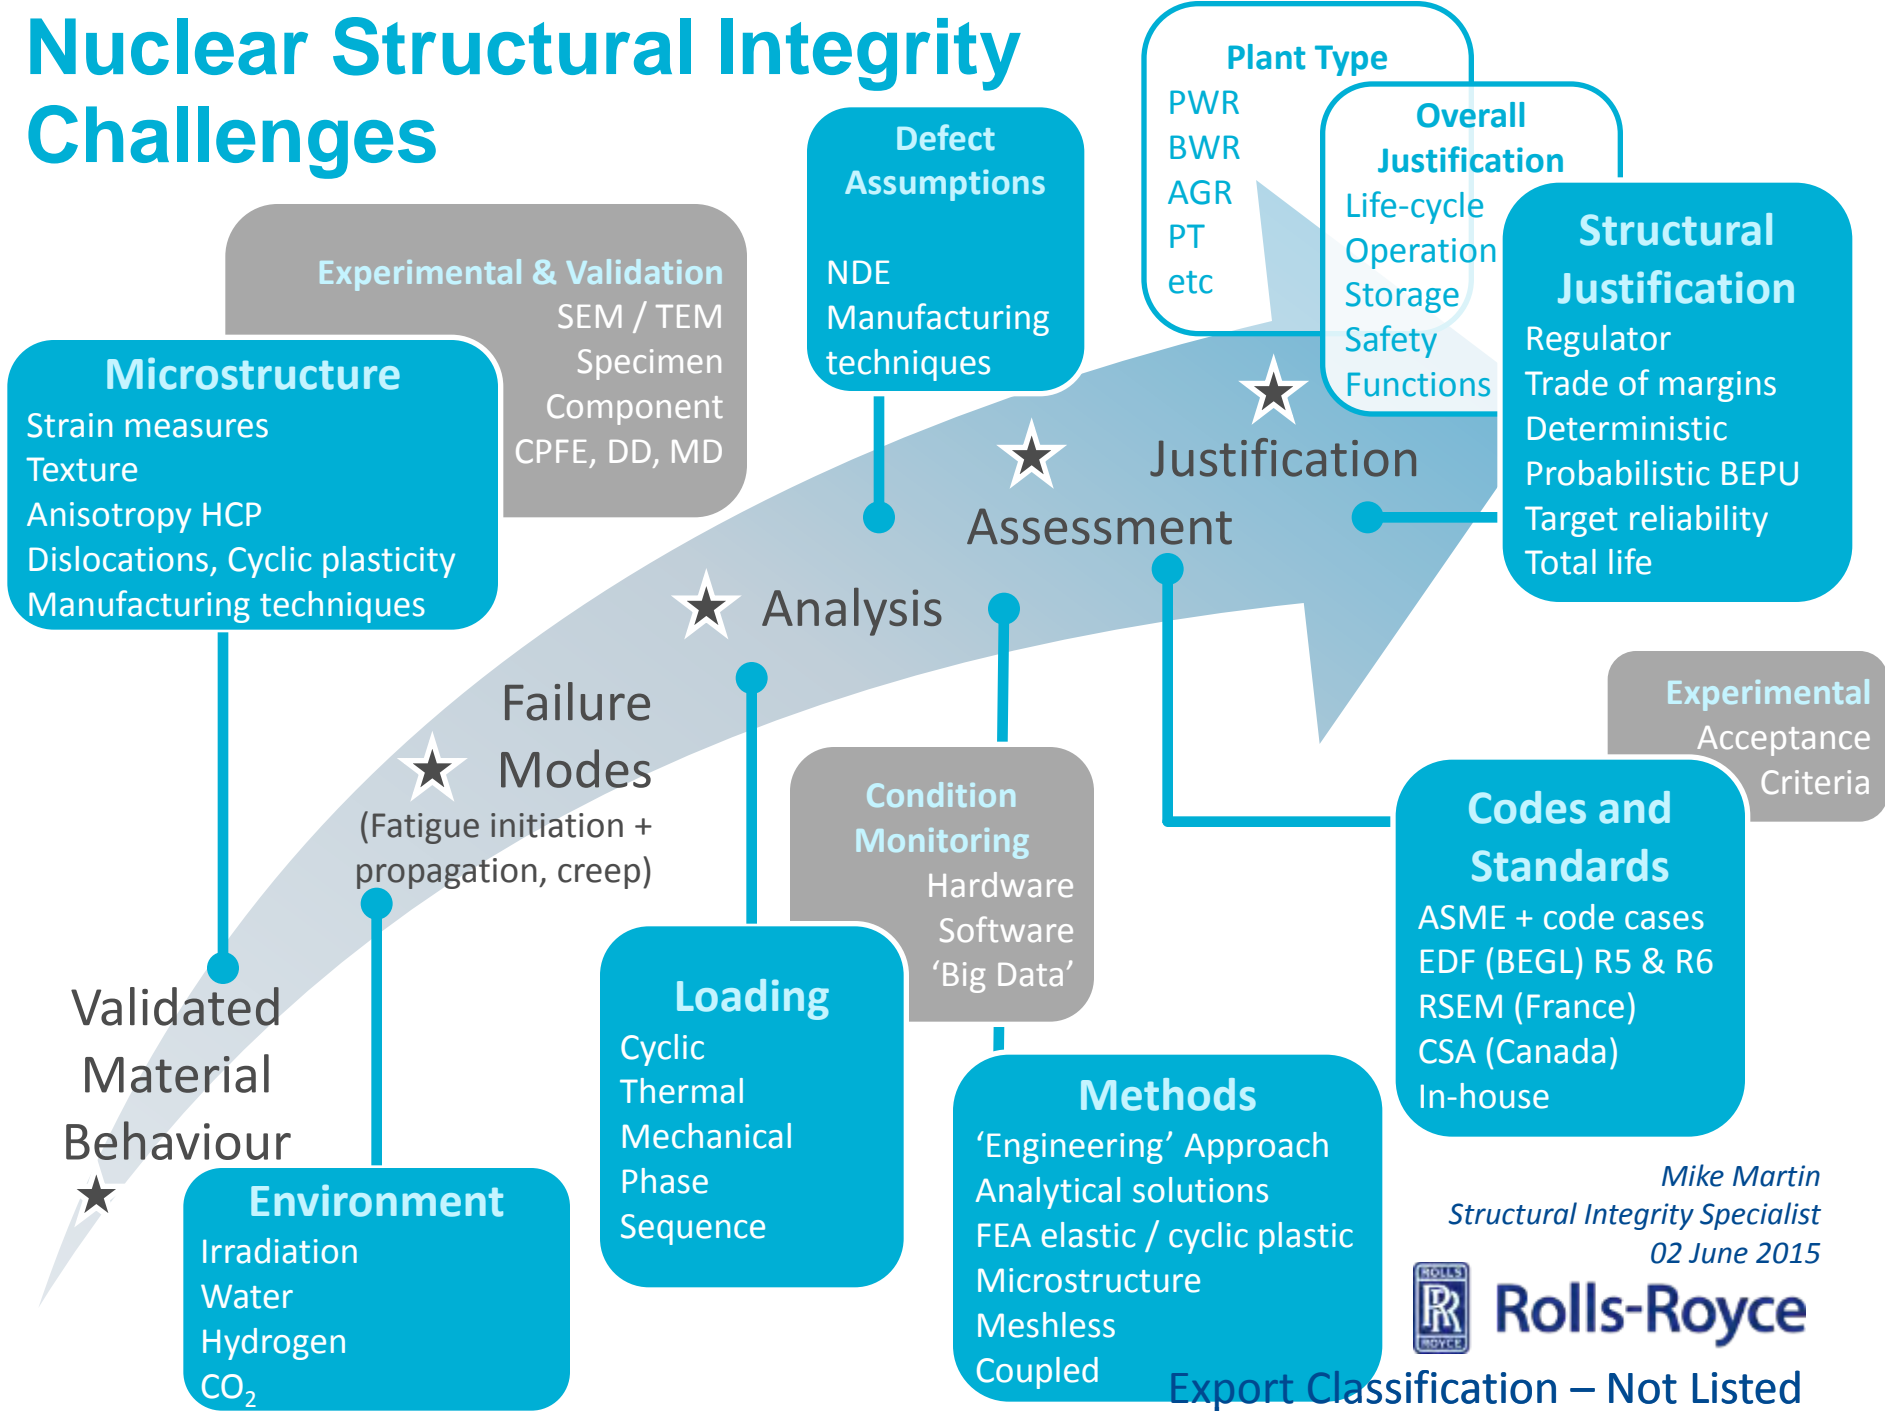 Nuclear Structural Integrity
Challenges
Plant Type
PWR
BWR
AGR
PT
etc
Overall
Justification
Life-cycle
Operation
Storage
Safety
Functions
Structural
Justification
Regulator
Trade of margins
Deterministic
Probabilistic BEPU
Target reliability
Total life
Defect
Assumptions
NDE
Manufacturing
techniques
Experimental & Validation
SEM / TEM
Specimen
Component
CPFE, DD, MD
Microstructure
Strain measures
Texture
Anisotropy HCP
Dislocations, Cyclic plasticity
Manufacturing techniques
Justification
Assessment
Analysis
Failure
Modes
(Fatigue initiation +
propagation, creep)
Validated
Material
Behaviour
Environment
Irradiation
Water
Hydrogen
CO2
Loading
Cyclic
Thermal
Mechanical
Phase
Sequence
Condition
Monitoring
Hardware
Software
‘Big Data’
Methods
‘Engineering’ Approach
Analytical solutions
FEA elastic / cyclic plastic
Microstructure
Meshless
Coupled
Experimental
Acceptance
Criteria
Codes and
Standards
ASME + code cases
EDF (BEGL) R5 & R6
RSEM (France)
CSA (Canada)
In-house
Mike Martin
Structural Integrity Specialist
02 June 2015
ROLLS
RR
ROYCE
Rolls-Royce
Export Classification – Not Listed